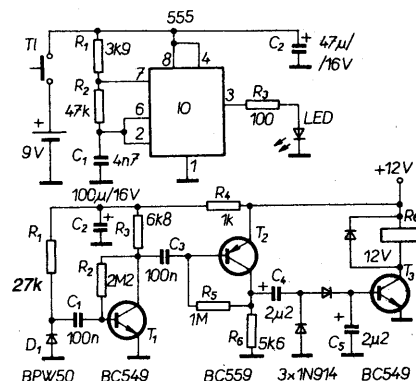 555
Tl
R1
3k9
8
4
C2
47µ/
/16V
7
R2
47k
IO
3
R3
100
LED
6
2
9V
C1
4n7
1
100µ/16V
R4
1k
+12V
R1
C2
R3
6k8
C3
100n
T2
Re
12V
T3
27k
R2
2M2
R5
1M
C4
2µ2
C1
100n
T1
R6
5k6
C5
2µ2
D1
BPW50
BC549
BC559
3x1N914
BC549